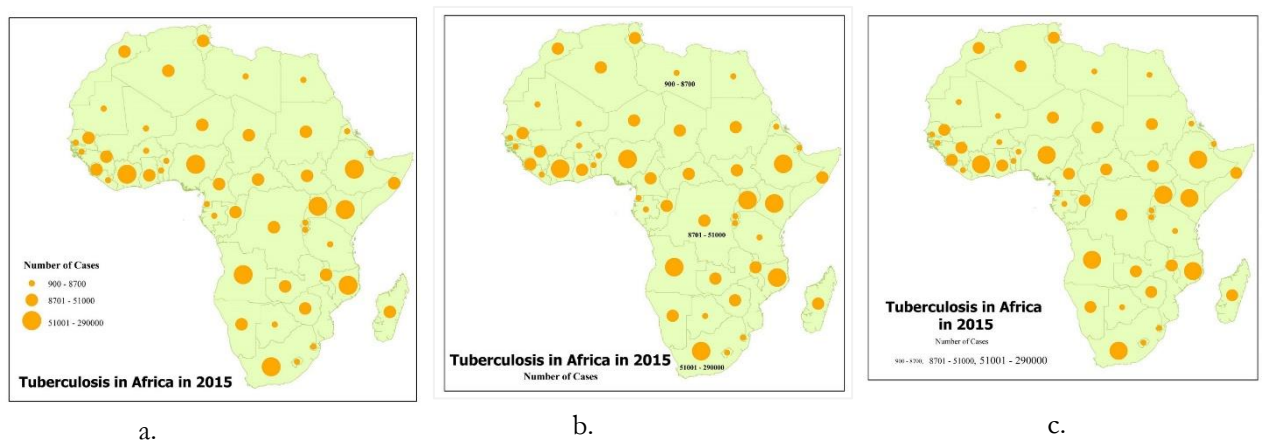 Number of Cases
900 - 8700
8701 - 51000
51001 - 290000
Tuberculosis in Africa in 2015
a.
900 - 8700
8701 - 51000
51001 - 290000
Tuberculosis in Africa in 2015
Number of Cases
b.
Tuberculosis in Africa
in 2015
Number of Cases
900 - 8700, 8701 - 51000, 51001 - 290000
c.